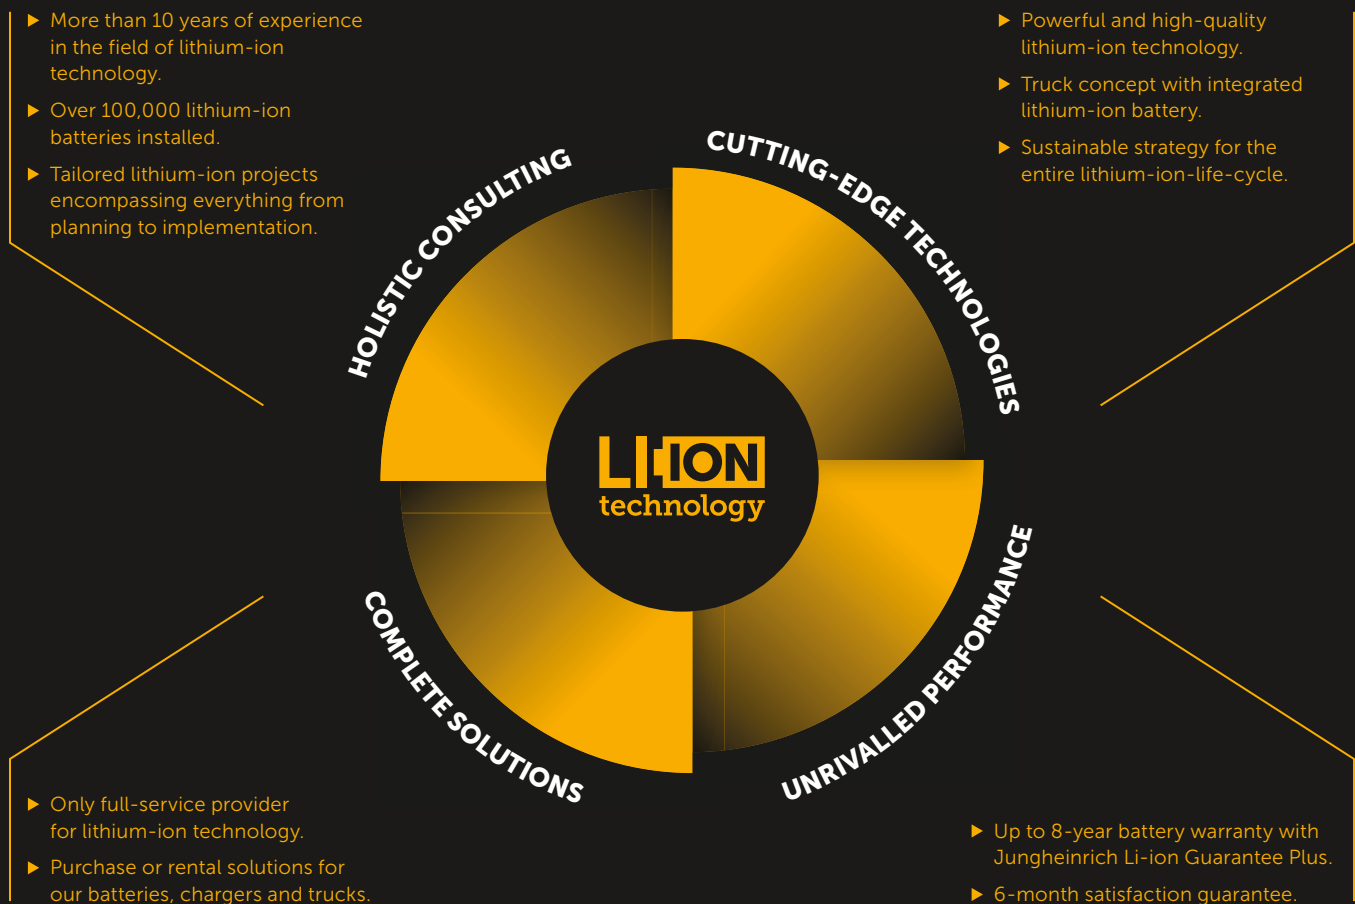 ▶ More than 10 years of experience
in the field of lithium-ion
technology.
▶ Over 100,000 lithium-ion
batteries installed.
▶ Tailored lithium-ion projects
encompassing everything from
planning to implementation.
▶ Powerful and high-quality
lithium-ion technology.
▶ Truck concept with integrated
lithium-ion battery.
▶ Sustainable strategy for the
entire lithium-ion-life-cycle.
HOLISTIC CONSULTING
CUTTING-EDGE TECHNOLOGIES
LI-ION
technology
COMPLETE SOLUTIONS
UNRIVALLED PERFORMANCE
▶ Only full-service provider
for lithium-ion technology.
▶ Purchase or rental solutions for
our batteries, chargers and trucks.
▶ Up to 8-year battery warranty with
Jungheinrich Li-ion Guarantee Plus.
▶ 6-month satisfaction guarantee.